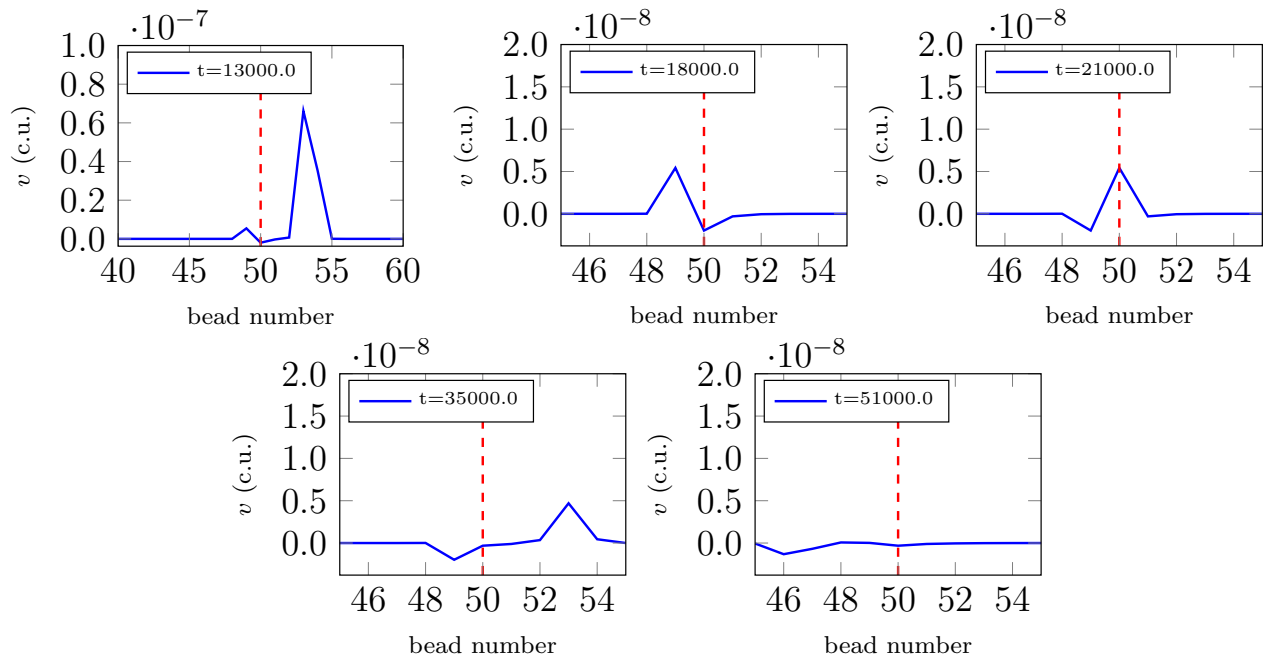 ·10−7
1.0
0.8
0.6
0.4
0.2
0.0
v (c.u.)
t=13000.0
40 45 50 55 60
bead number
·10−8
2.0
1.5
1.0
0.5
0.0
v (c.u.)
t=18000.0
46 48 50 52 54
bead number
·10−8
2.0
1.5
1.0
0.5
0.0
v (c.u.)
t=21000.0
46 48 50 52 54
bead number
·10−8
2.0
1.5
1.0
0.5
0.0
v (c.u.)
t=35000.0
46 48 50 52 54
bead number
·10−8
2.0
1.5
1.0
0.5
0.0
v (c.u.)
t=51000.0
46 48 50 52 54
bead number